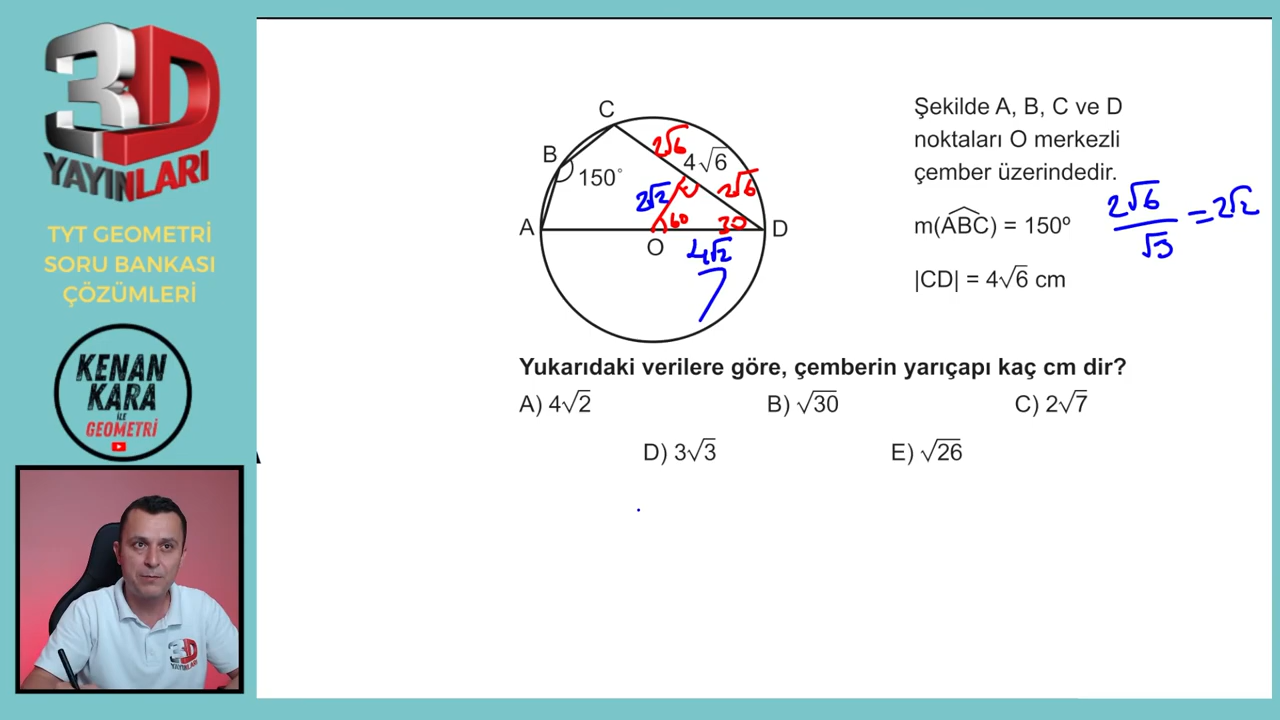 3D
YAYINLARI
TYT GEOMETRİ
SORU BANKASI
ÇÖZÜMLERİ
KENAN
KARA
İLE
GEOMETRİ
3D
YAYINLARI
C
2√6
4√6
B
150°
2√2
2√6
A
60
30
D
O
4√2
Şekilde A, B, C ve D
noktaları O merkezli
çember üzerindedir.
m(ABC) = 150º
2√6/√3 = 2√2
|CD| = 4√6 cm
Yukarıdaki verilere göre, çemberin yarıçapı kaç cm dir?
A) 4√2 B) √30 C) 2√7
D) 3√3 E) √26